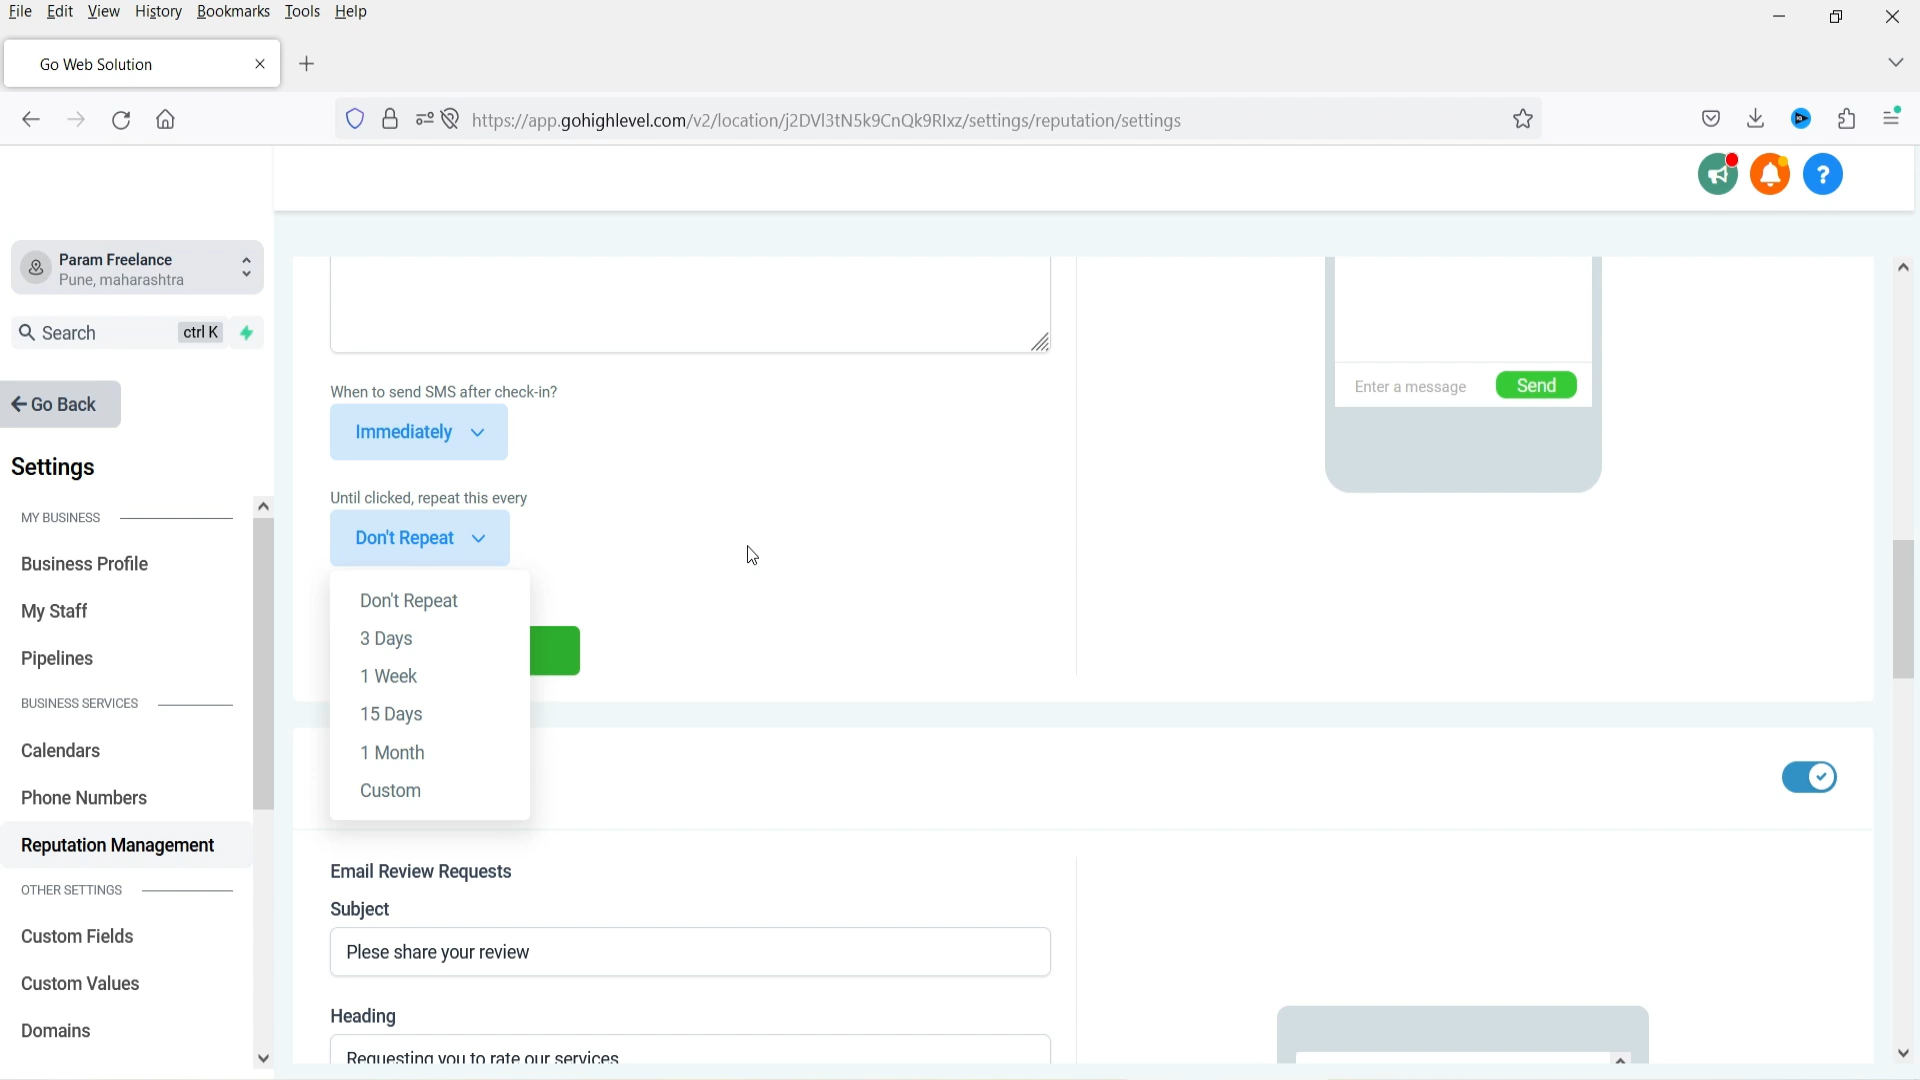 File Edit View History Bookmarks Tools Help
Go Web Solution
https://app.gohighlevel.com/v2/location/j2DVl3tN5k9CnQk9Rlxz/settings/reputation/settings
Param Freelance
Pune, maharashtra
Search ctrl K
Go Back
Settings
MY BUSINESS
Business Profile
My Staff
Pipelines
BUSINESS SERVICES
Calendars
Phone Numbers
Reputation Management
OTHER SETTINGS
Custom Fields
Custom Values
Domains
When to send SMS after check-in?
Immediately
Until clicked, repeat this every
Don't Repeat
Don't Repeat
3 Days
1 Week
15 Days
1 Month
Custom
Enter a message Send
Email Review Requests
Subject
Plese share your review
Heading
Requesting you to rate our services